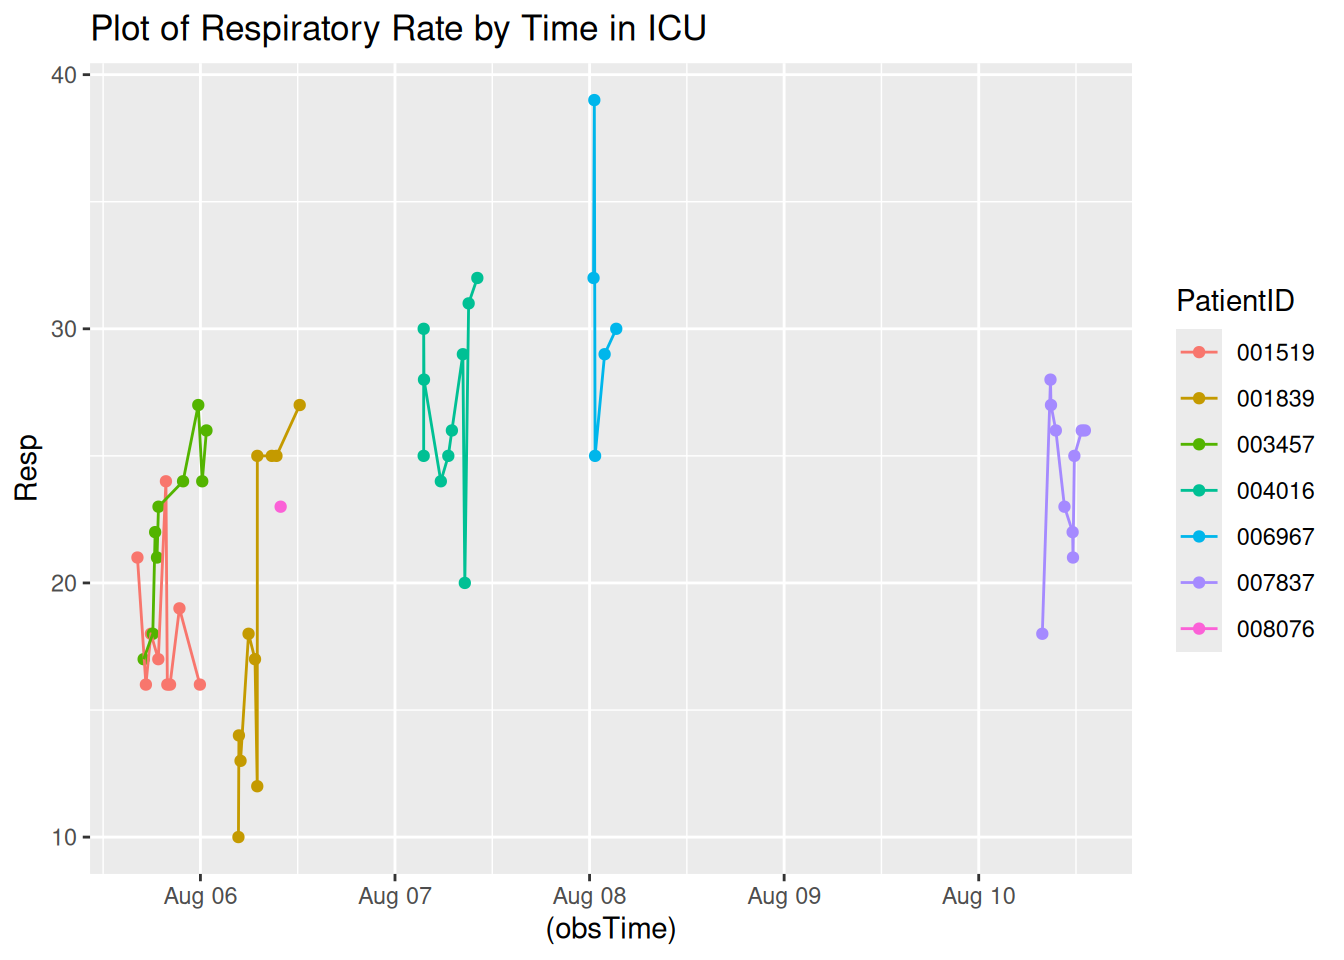 Plot of Respiratory Rate by Time in ICU
40
30
20
10
Resp
Aug 06
Aug 07
Aug 08
Aug 09
Aug 10
(obsTime)
PatientID
001519
001839
003457
004016
006967
007837
008076